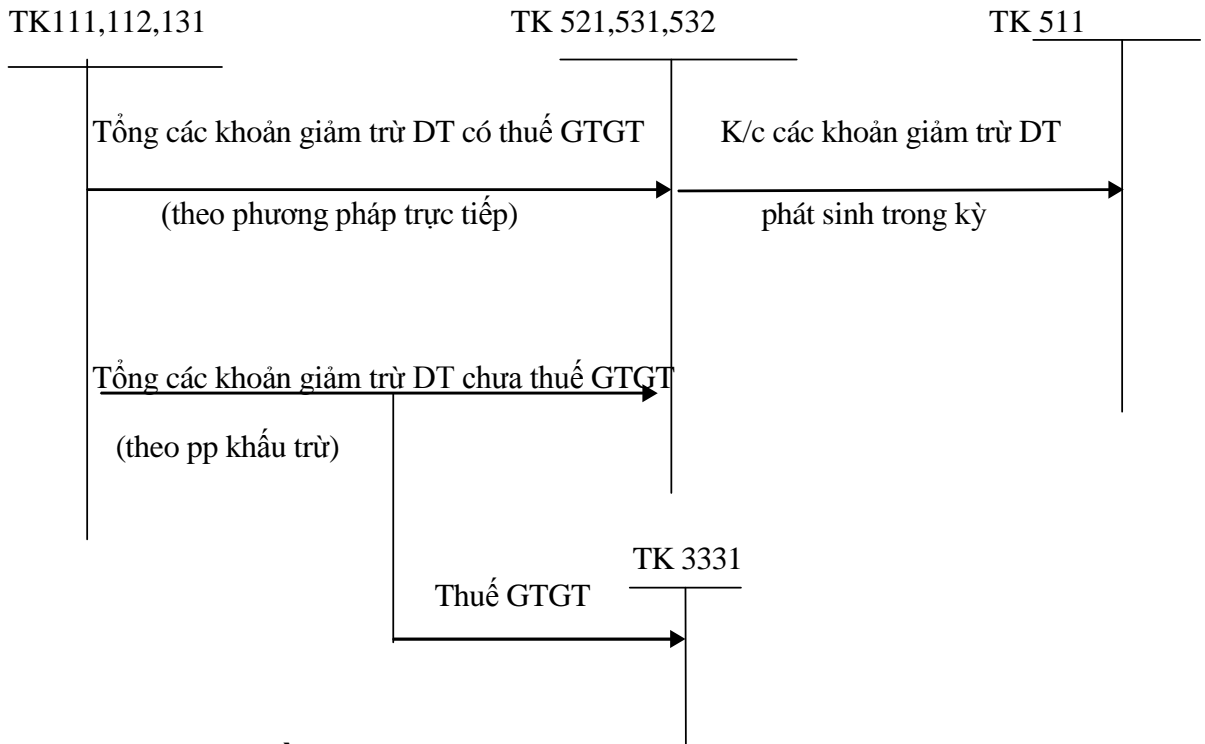 TK111,112,131
TK 521,531,532
TK 511
Tổng các khoản giảm trừ DT có thuế GTGT
K/c các khoản giảm trừ DT
(theo phương pháp trực tiếp)
phát sinh trong kỳ
Tổng các khoản giảm trừ DT chưa thuế GTGT
(theo pp khấu trừ)
TK 3331
Thuế GTGT